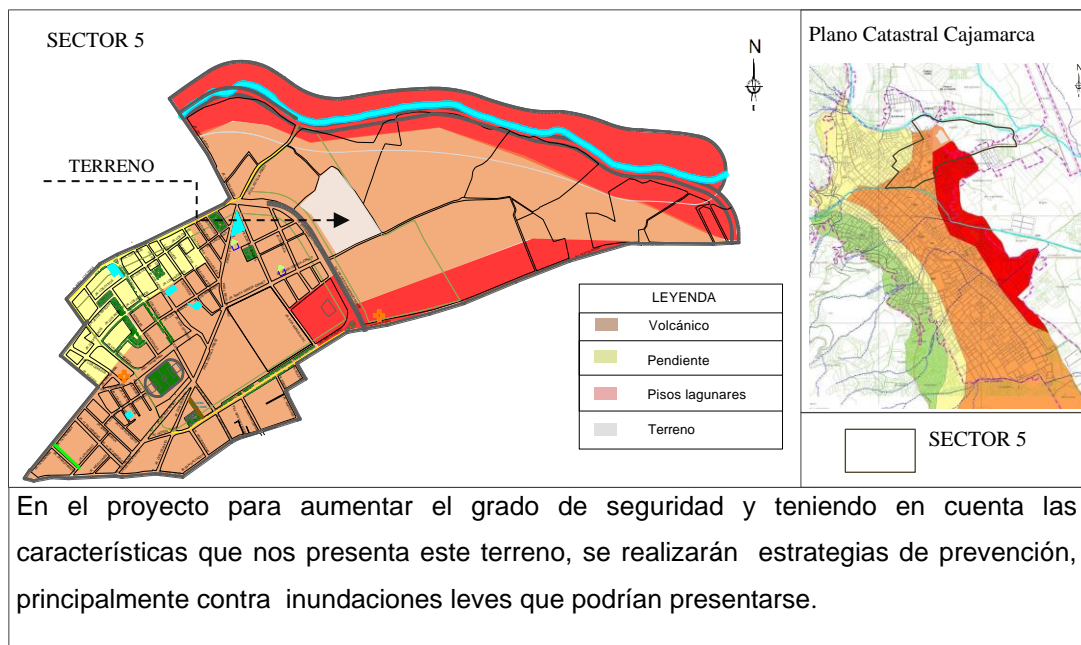 SECTOR 5
N
TERRENO
LEYENDA
Volcánico
Pendiente
Pisos lagunares
Terreno
Plano Catastral Cajamarca
N
SECTOR 5
En el proyecto para aumentar el grado de seguridad y teniendo en cuenta las
características que nos presenta este terreno, se realizarán estrategias de prevención,
principalmente contra inundaciones leves que podrían presentarse.